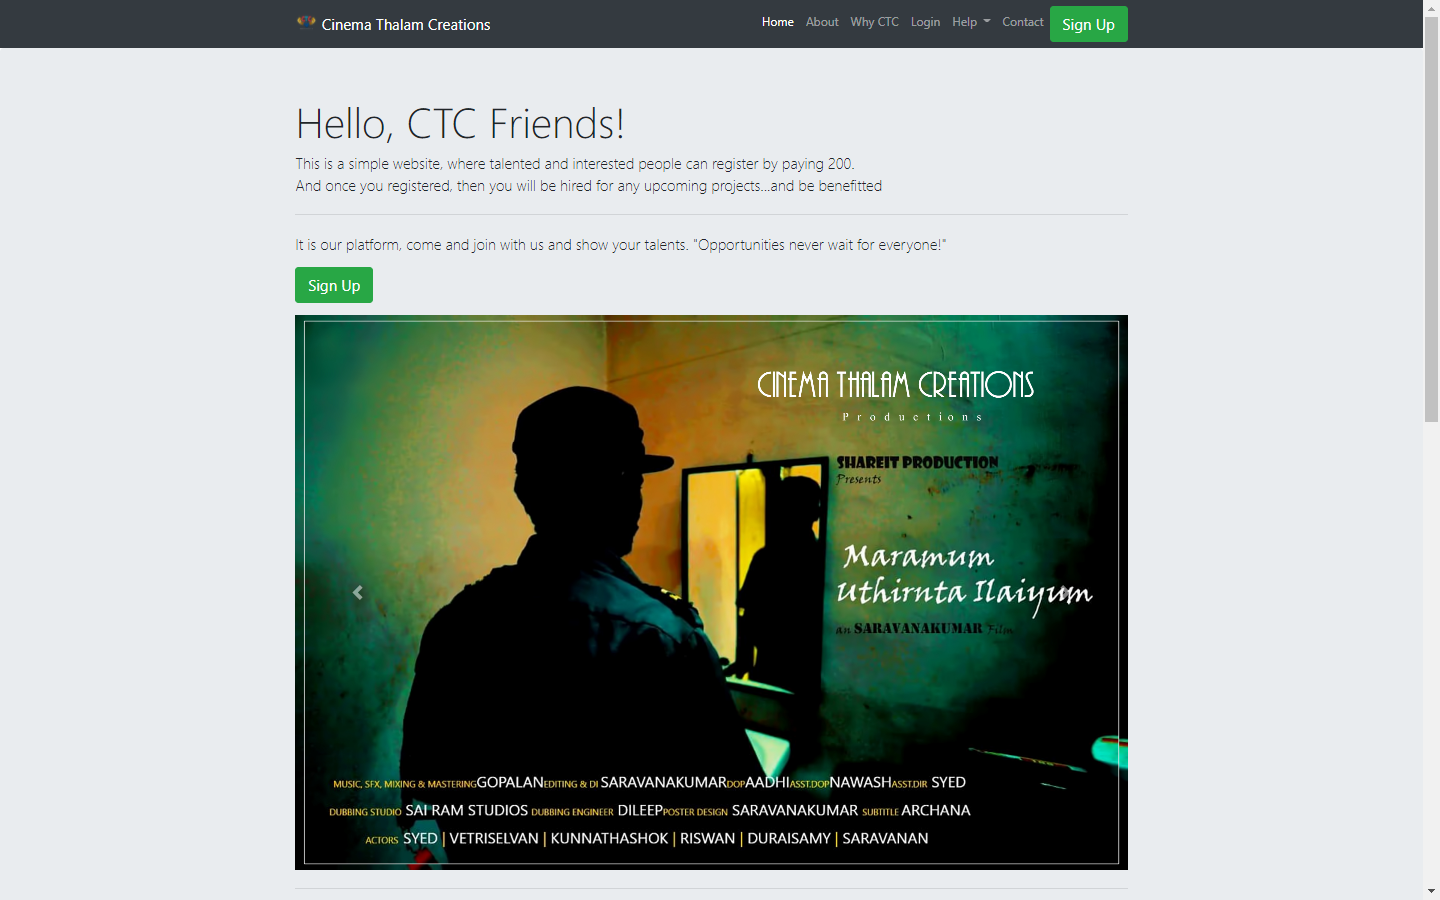 Cinema Thalam Creations
Home About Why CTC Login Help Contact Sign Up
Hello, CTC Friends!
This is a simple website, where talented and interested people can register by paying 200.
And once you registered, then you will be hired for any upcoming projects...and be benefitted
It is our platform, come and join with us and show your talents. "Opportunities never wait for everyone!"
Sign Up
CINEMA THALAM CREATIONS
Productions
SHAREIT PRODUCTION
Presents
Maramum
Uthirnta Ilaiyum
an SARAVANAKUMAR Film
MUSIC, SFX, MIXING & MASTERING GOPALAN EDITING & DI SARAVANAKUMAR DOP AADHI ASST.DOP NAWASH ASST.DIR SYED
DUBBING STUDIO SAI RAM STUDIOS DUBBING ENGINEER DILEEP POSTER DESIGN SARAVANAKUMAR SUBTITLE ARCHANA
ACTORS SYED | VETRISELVAN | KUNNATHASHOK | RISWAN | DURAISAMY | SARAVANAN